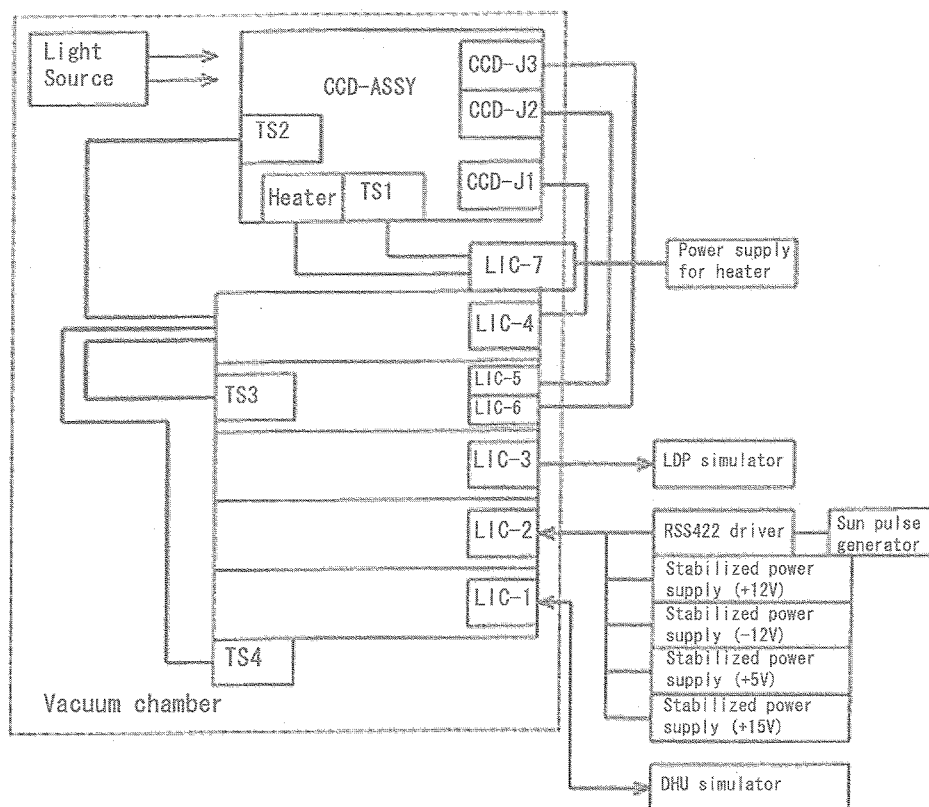 Light
Source
CCD-ASSY
CCD-J3
CCD-J2
TS2
CCD-J1
Heater
TS1
LIC-7
Power supply
for heater
LIC-4
LIC-5
TS3
LIC-6
LIC-3
LDP simulator
LIC-2
RSS422 driver
Sun pulse
generator
Stabilized power
supply (+12V)
LIC-1
Stabilized power
supply (-12V)
Stabilized power
supply (+5V)
TS4
Stabilized power
supply (+15V)
Vacuum chamber
DHU simulator